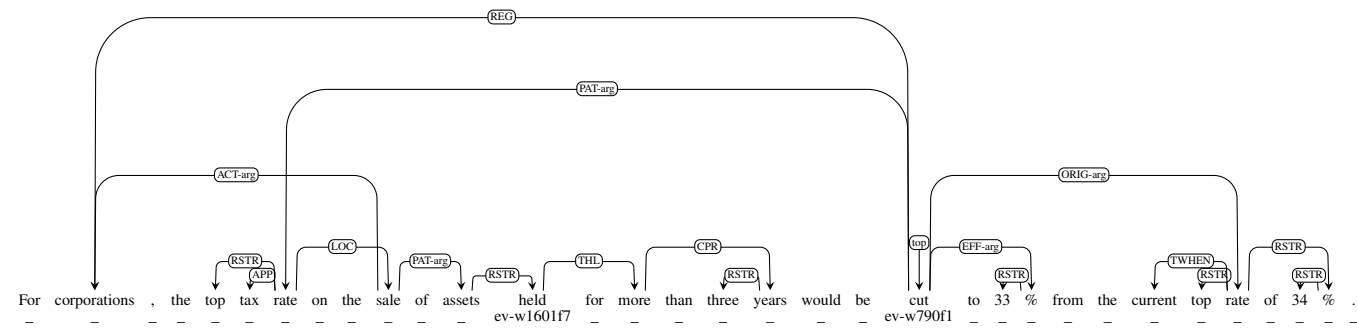 REG
PAT-arg
ACT-arg ORIG-arg
top
LOC CPR EFF-arg RSTR
RSTR PAT-arg THL TWHEN
APP RSTR RSTR RSTR RSTR RSTR
For corporations , the top tax rate on the sale of assets held for more than three years would be cut to 33 % from the current top rate of 34 % .
_ _ _ _ _ _ _ _ _ _ _ _ ev-w1601f7 _ _ _ _ _ _ _ ev-w790f1 _ _ _ _ _ _ _ _ _ _ _ _